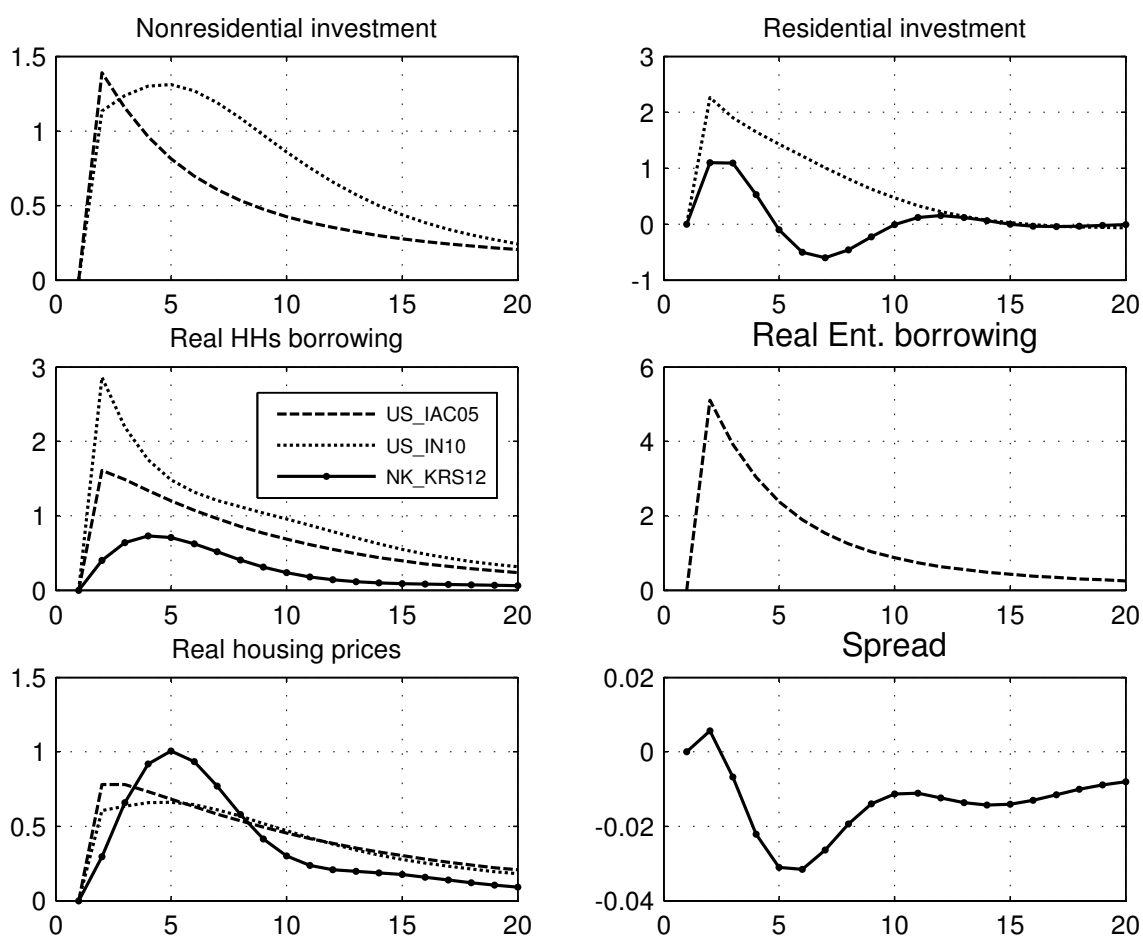 Nonresidential investment
1.5
1
0.5
0
0 5 10 15 20
Residential investment
3
2
1
0
-1
0 5 10 15 20
Real HHs borrowing
3
2
1
0
0 5 10 15 20
US_IAC05
US_IN10
NK_KRS12
Real Ent. borrowing
6
4
2
0
0 5 10 15 20
Real housing prices
1.5
1
0.5
0
0 5 10 15 20
Spread
0.02
0
-0.02
-0.04
0 5 10 15 20